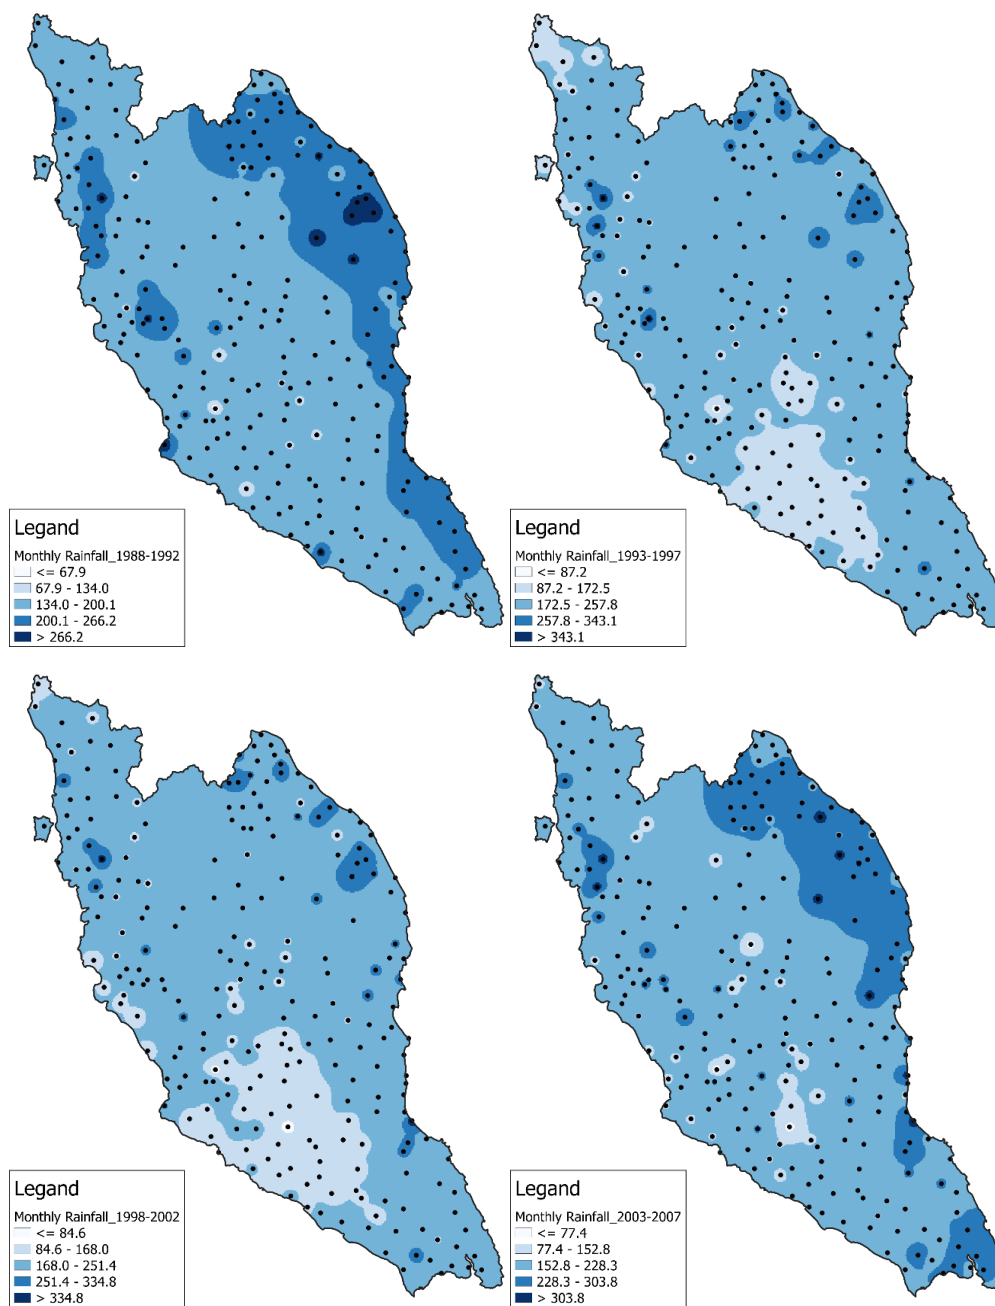 Legand
Monthly Rainfall_1988-1992
<= 67.9
67.9 - 134.0
134.0 - 200.1
200.1 - 266.2
> 266.2
Legand
Monthly Rainfall_1993-1997
<= 87.2
87.2 - 172.5
172.5 - 257.8
257.8 - 343.1
> 343.1
Legand
Monthly Rainfall_1998-2002
<= 84.6
84.6 - 168.0
168.0 - 251.4
251.4 - 334.8
> 334.8
Legand
Monthly Rainfall_2003-2007
<= 77.4
77.4 - 152.8
152.8 - 228.3
228.3 - 303.8
> 303.8